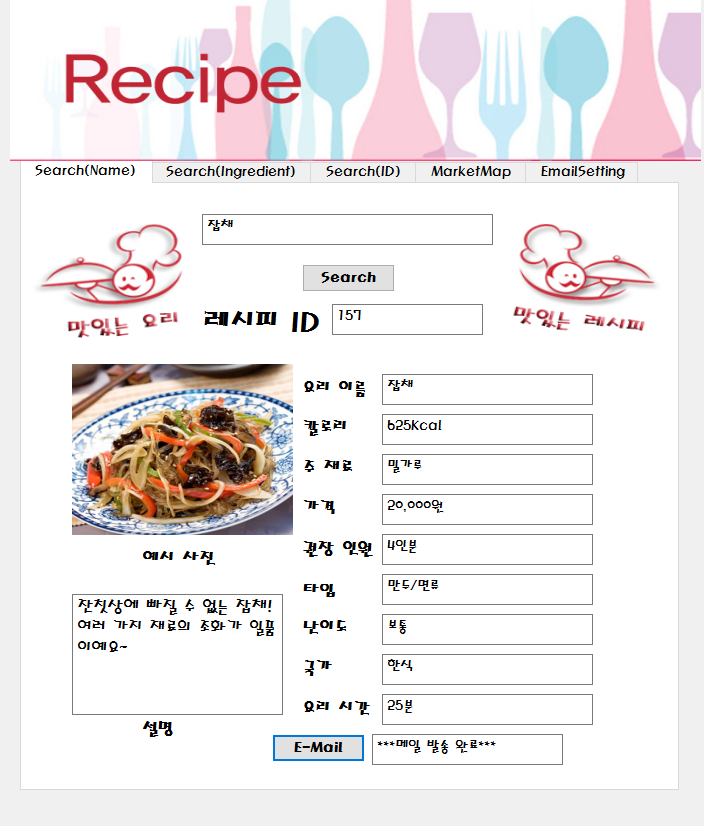 Recipe
Search(Name) Search(Ingredient) Search(ID) MarketMap EmailSetting
잡채
Search
맛있는 요리
맛있는 레시피
레시피 ID 157
요리 이름 잡채
칼로리 625Kcal
주 재료 밀가루
가격 20,000원
권장 인원 4인분
예시 사진
타입 만두/면류
잔칫상에 빠질 수 없는 잡채!
여러 가지 재료의 조화가 일품
이예요~
난이도 보통
국가 한식
요리 시간 25분
설명
E-Mail ***메일 발송 완료***